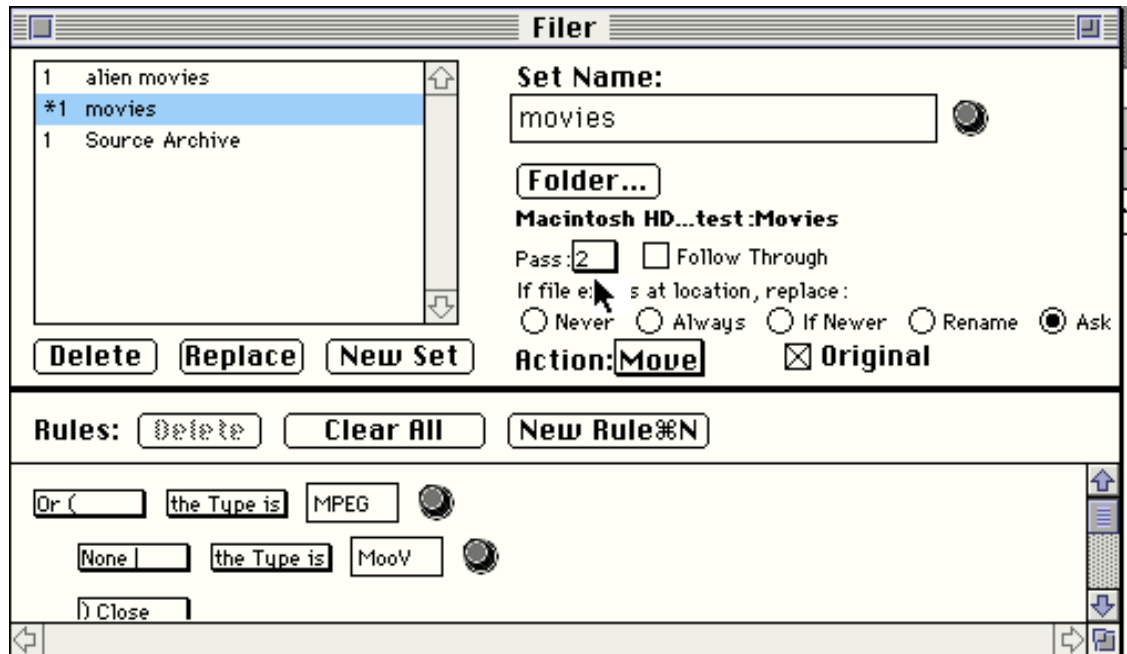 Filer
1 alien movies
*1 movies
1 Source Archive
Delete Replace New Set
Set Name:
movies
Folder...
Macintosh HD...test:Movies
Pass: 2 Follow Through
If file e s at location, replace:
Never Always If Newer Rename Ask
Action: Move Original
Rules: Delete Clear All New Rule⌘N
Or ( the Type is MPEG
None | the Type is MooV
) Close